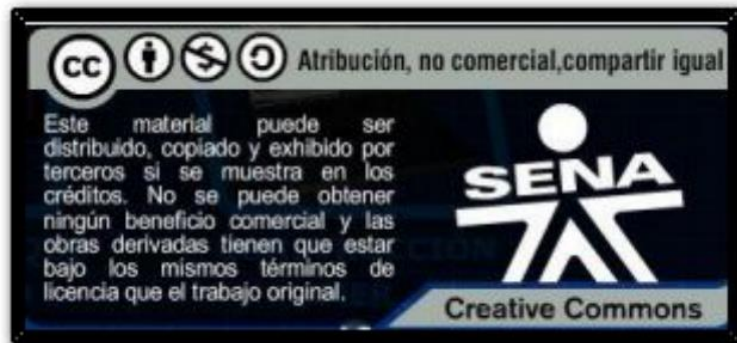 cc Atribución, no comercial,compartir igual
Este material puede ser
distribuido, copiado y exhibido por
terceros si se muestra en los
créditos. No se puede obtener
ningún beneficio comercial y las
obras derivadas tienen que estar
bajo los mismos términos de
licencia que el trabajo original.
SENA
Creative Commons